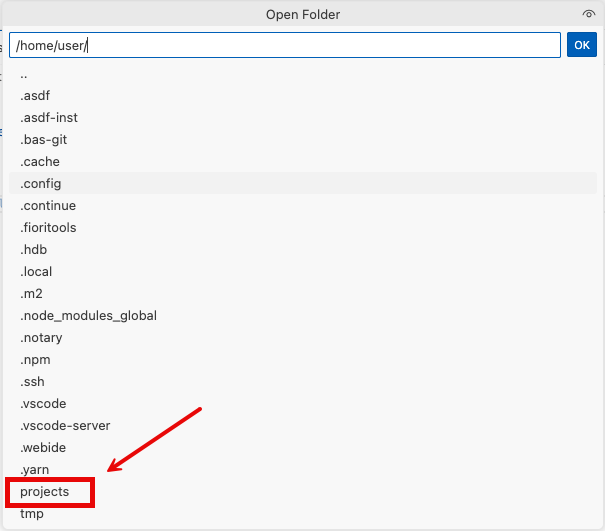 Open Folder
/home/user/
OK
..
.asdf
.asdf-inst
.bas-git
.cache
.config
.continue
.fioritools
.hdb
.local
.m2
.node_modules_global
.notary
.npm
.ssh
.vscode
.vscode-server
.webide
.yarn
projects
tmp